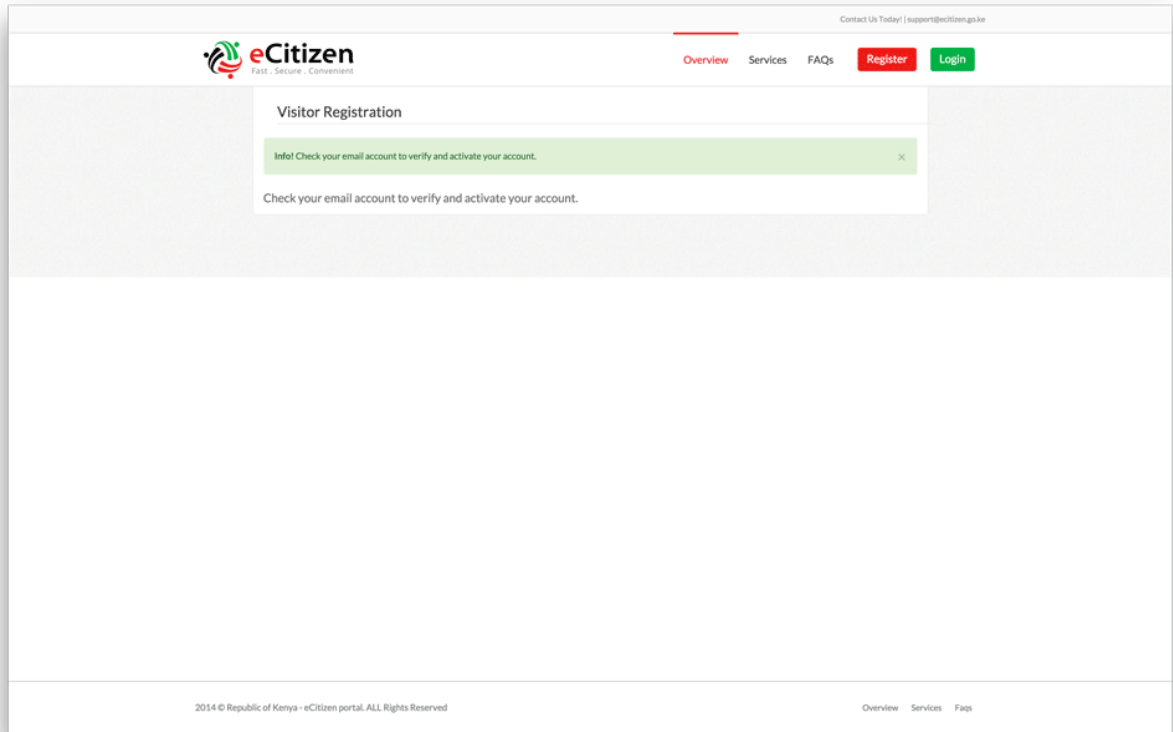 Contact Us Today! | support@ecitizen.go.ke
eCitizen
Fast . Secure . Convenient
Overview Services FAQs Register Login
Visitor Registration
Info! Check your email account to verify and activate your account. ×
Check your email account to verify and activate your account.
2014 © Republic of Kenya - eCitizen portal. ALL Rights Reserved Overview Services Faqs